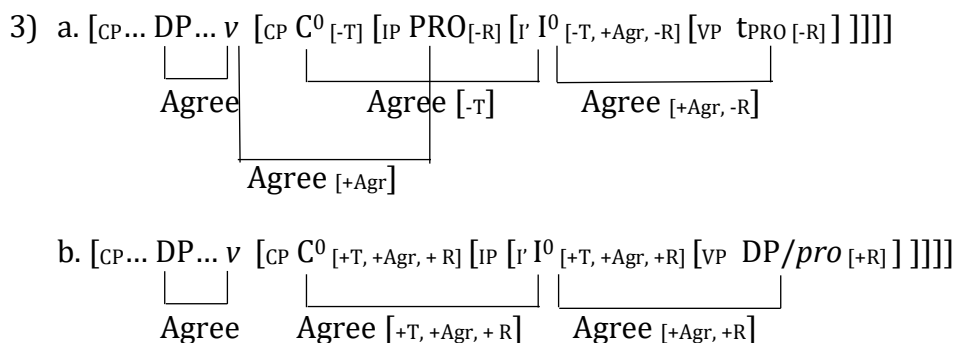 3) a. [CP... DP... v [CP C0 [-T] [IP PRO[-R] [I' I0 [-T, +Agr, -R] [VP tPRO [-R] ] ]]]]
Agree Agree [-T] Agree [+Agr, -R]
Agree [+Agr]
b. [CP... DP... v [CP C0 [+T, +Agr, + R] [IP [I' I0 [+T, +Agr, +R] [VP DP/pro [+R] ] ]]]]
Agree Agree [+T, +Agr, + R] Agree [+Agr, +R]